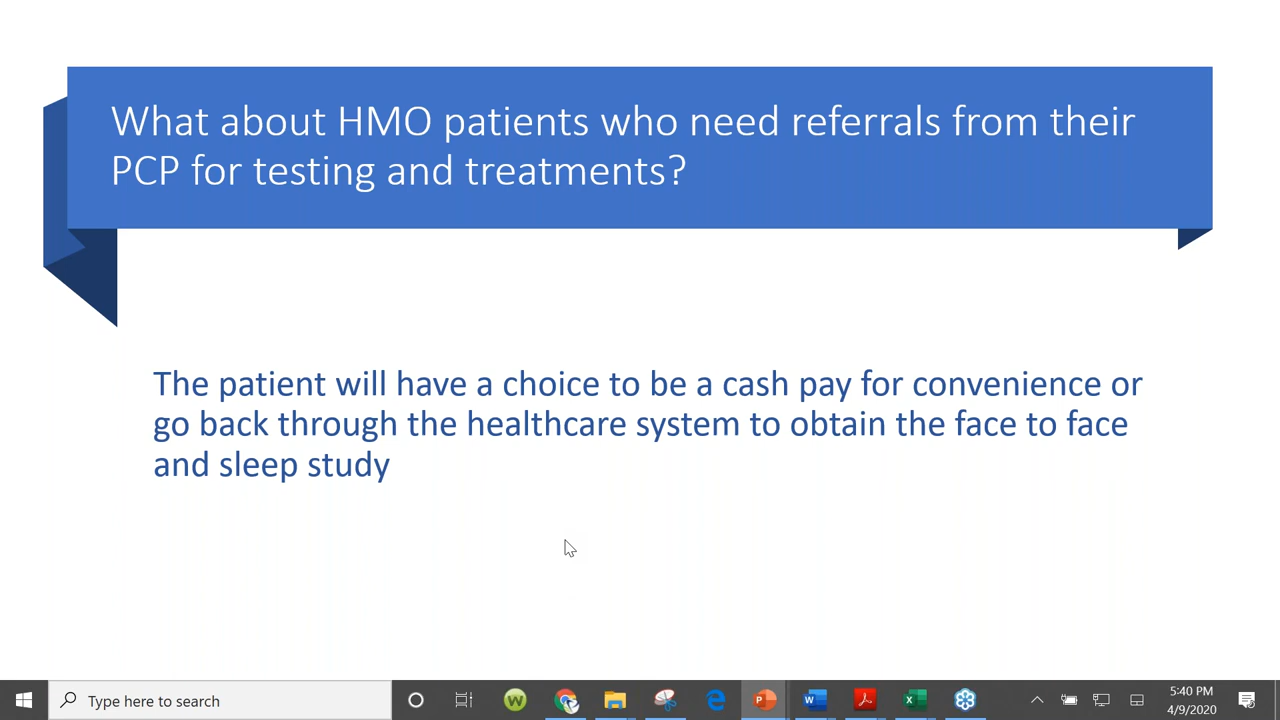 What about HMO patients who need referrals from their
PCP for testing and treatments?
The patient will have a choice to be a cash pay for convenience or
go back through the healthcare system to obtain the face to face
and sleep study
Type here to search
5:40 PM
4/9/2020